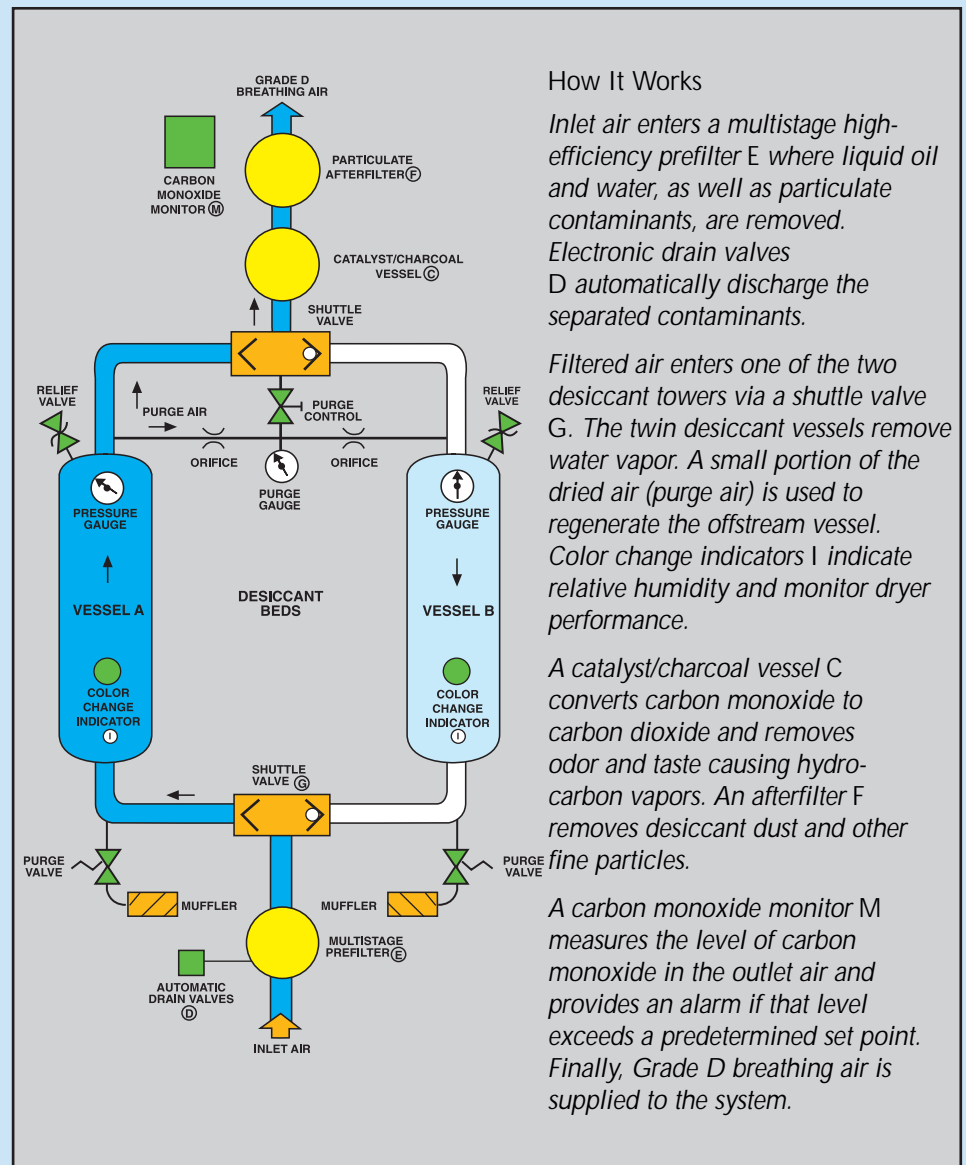 GRADE D
BREATHING AIR
PARTICULATE
AFTERFILTER Ⓕ
CARBON
MONOXIDE
MONITOR Ⓜ
CATALYST/CHARCOAL
VESSEL Ⓒ
SHUTTLE
VALVE
RELIEF
VALVE
PURGE AIR
PURGE
CONTROL
RELIEF
VALVE
ORIFICE
ORIFICE
PURGE
GAUGE
PRESSURE
GAUGE
PRESSURE
GAUGE
DESICCANT
BEDS
VESSEL A
VESSEL B
COLOR
CHANGE
INDICATOR
Ⓘ
COLOR
CHANGE
INDICATOR
Ⓘ
SHUTTLE
VALVE Ⓖ
PURGE
VALVE
PURGE
VALVE
MUFFLER
MUFFLER
MULTISTAGE
PREFILTER Ⓔ
AUTOMATIC
DRAIN VALVES
Ⓓ
INLET AIR
How It Works
Inlet air enters a multistage high-
efficiency prefilter E where liquid oil
and water, as well as particulate
contaminants, are removed.
Electronic drain valves
D automatically discharge the
separated contaminants.
Filtered air enters one of the two
desiccant towers via a shuttle valve
G. The twin desiccant vessels remove
water vapor. A small portion of the
dried air (purge air) is used to
regenerate the offstream vessel.
Color change indicators I indicate
relative humidity and monitor dryer
performance.
A catalyst/charcoal vessel C
converts carbon monoxide to
carbon dioxide and removes
odor and taste causing hydro-
carbon vapors. An afterfilter F
removes desiccant dust and other
fine particles.
A carbon monoxide monitor M
measures the level of carbon
monoxide in the outlet air and
provides an alarm if that level
exceeds a predetermined set point.
Finally, Grade D breathing air is
supplied to the system.